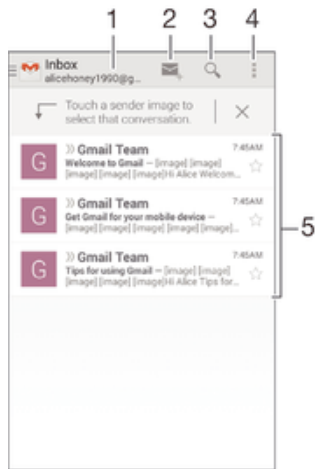 1 2 3 4
Inbox
alicehoney1990@g...
Touch a sender image to
select that conversation.
G Gmail Team 7:45AM
Welcome to Gmail – [image] [image]
[image] [image] [image]Hi Alice Welcom...
G Gmail Team 7:45AM
Get Gmail for your mobile device –
[image] [image] [image] [image] [image]...
G Gmail Team 7:45AM
Tips for using Gmail – [image] [image]
[image] [image] [image]Hi Alice Tips for...
5